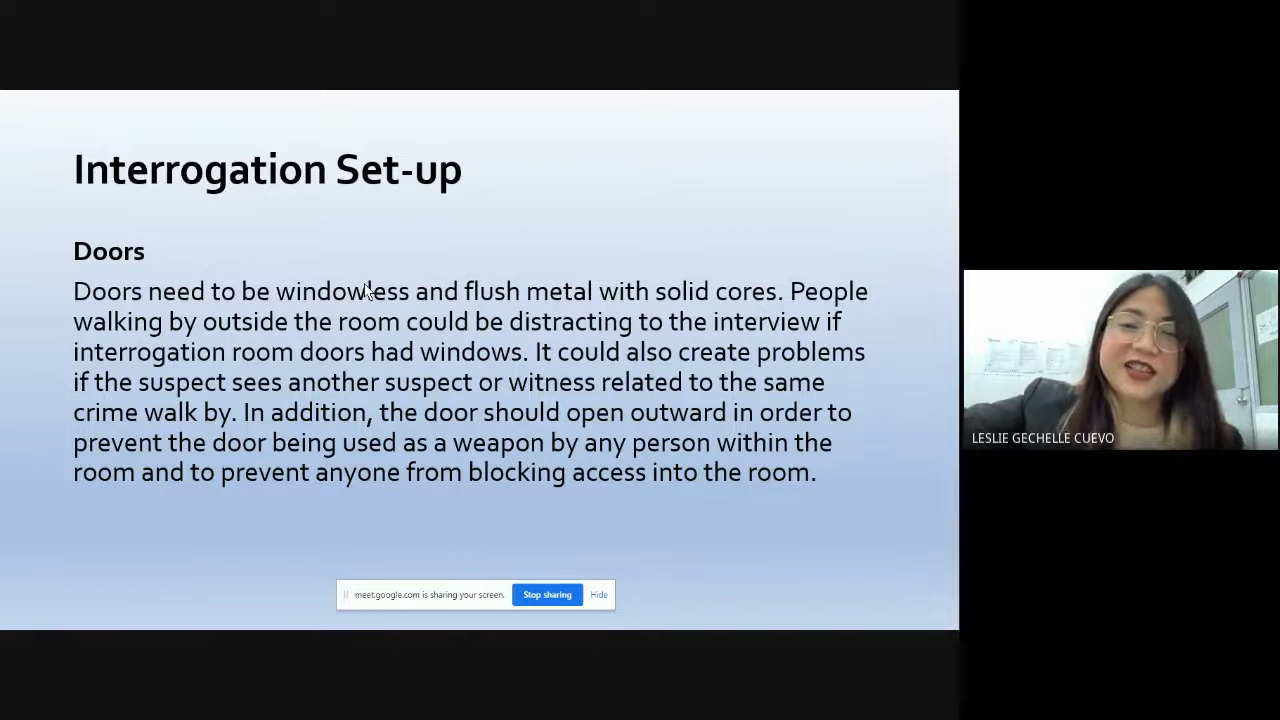 Interrogation Set-up
Doors
Doors need to be windowless and flush metal with solid cores. People
walking by outside the room could be distracting to the interview if
interrogation room doors had windows. It could also create problems
if the suspect sees another suspect or witness related to the same
crime walk by. In addition, the door should open outward in order to
prevent the door being used as a weapon by any person within the
room and to prevent anyone from blocking access into the room.
meet.google.com is sharing your screen.
Stop sharing
Hide
LESLIE GECHELLE CUEVO